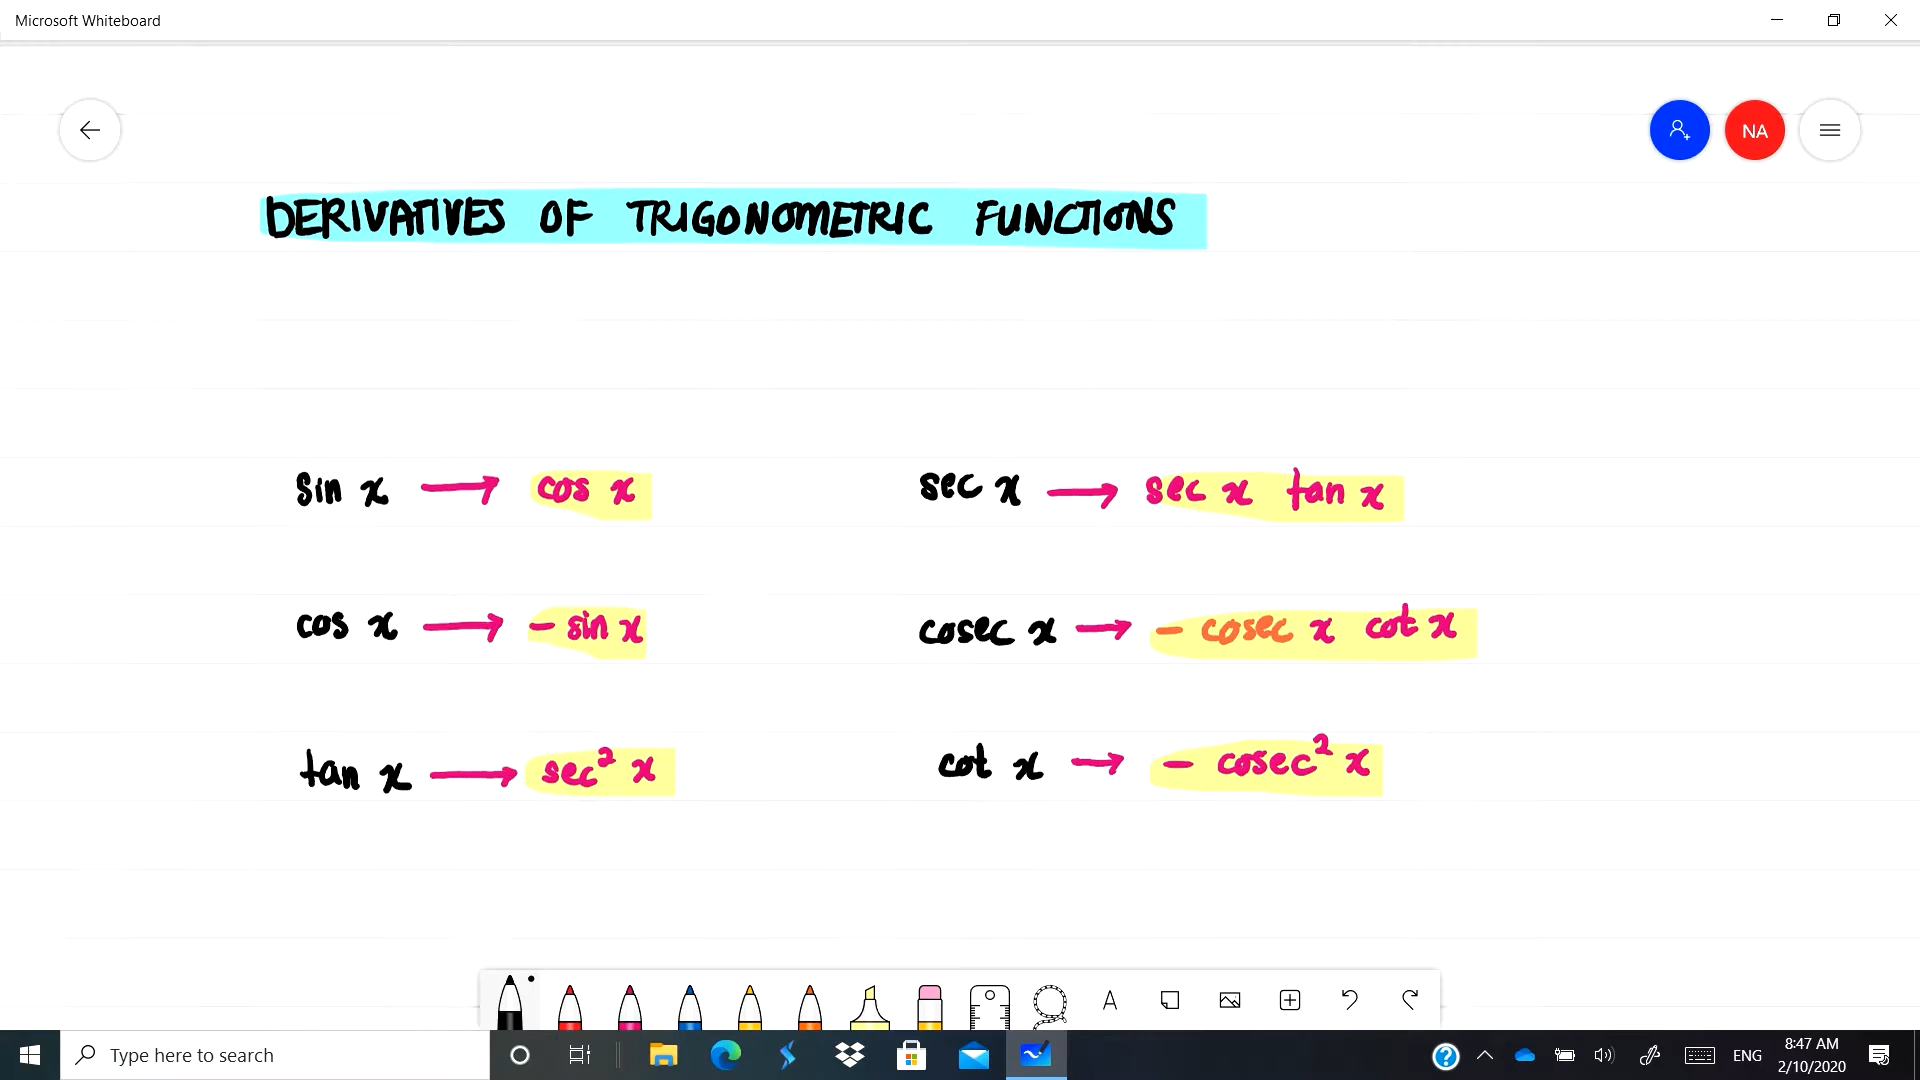 Microsoft Whiteboard
NA
DERIVATIVES OF TRIGONOMETRIC FUNCTIONS
sin x → cos x
sec x → sec x tan x
cos x → - sin x
cosec x → - cosec x cot x
tan x → sec² x
cot x → - cosec² x
A
Type here to search
ENG
8:47 AM
2/10/2020